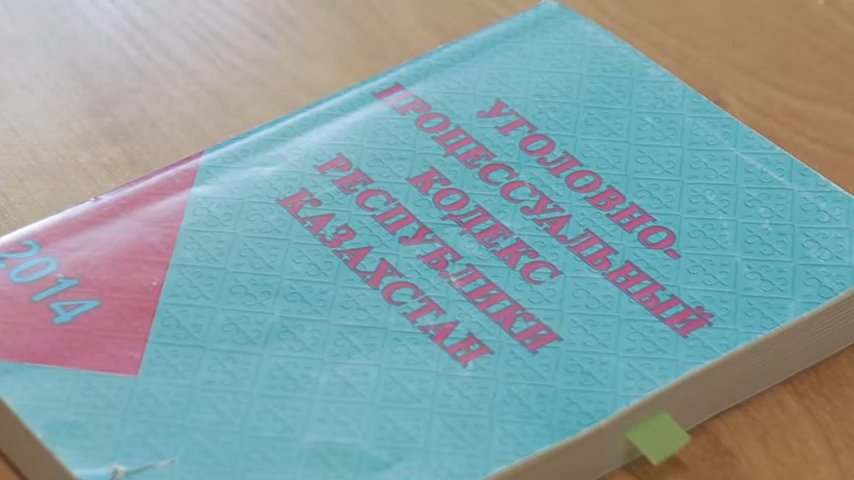 УГОЛОВНО-
ПРОЦЕССУАЛЬНЫЙ
КОДЕКС
РЕСПУБЛИКИ
КАЗАХСТАН
2014